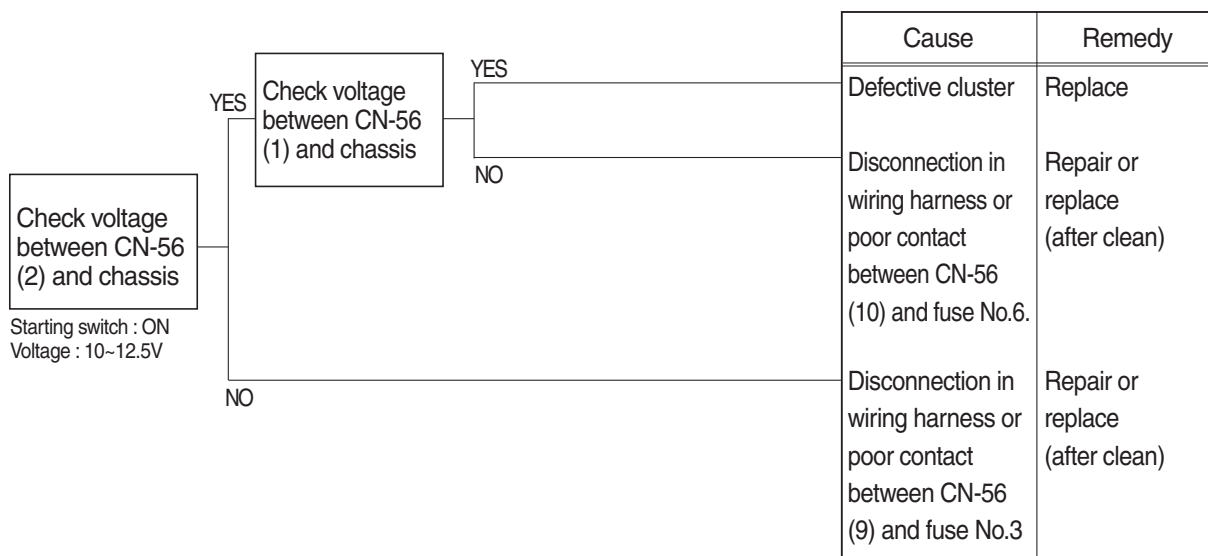 Cause
Remedy
YES
Check voltage
between CN-56
(1) and chassis
YES
NO
Check voltage
between CN-56
(2) and chassis
Starting switch : ON
Voltage : 10~12.5V
NO
Defective cluster
Replace
Disconnection in
wiring harness or
poor contact
between CN-56
(10) and fuse No.6.
Repair or
replace
(after clean)
Disconnection in
wiring harness or
poor contact
between CN-56
(9) and fuse No.3
Repair or
replace
(after clean)